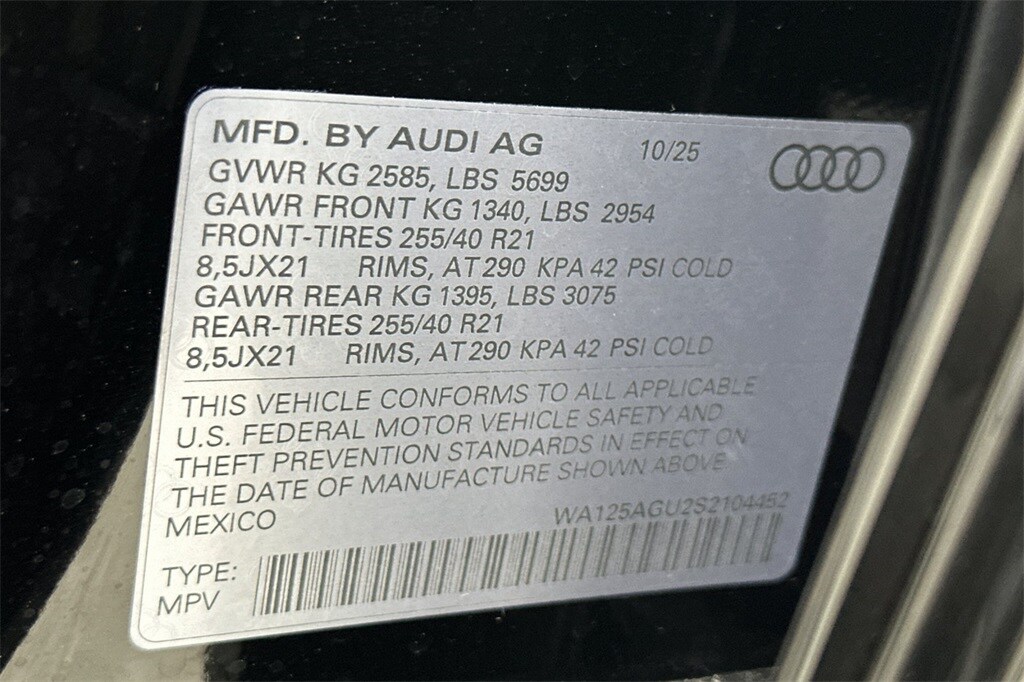 MFD. BY AUDI AG 10/25
GVWR KG 2585, LBS 5699
GAWR FRONT KG 1340, LBS 2954
FRONT-TIRES 255/40 R21
8,5JX21 RIMS, AT 290 KPA 42 PSI COLD
GAWR REAR KG 1395, LBS 3075
REAR-TIRES 255/40 R21
8,5JX21 RIMS, AT 290 KPA 42 PSI COLD
THIS VEHICLE CONFORMS TO ALL APPLICABLE
U.S. FEDERAL MOTOR VEHICLE SAFETY AND
THEFT PREVENTION STANDARDS IN EFFECT ON
THE DATE OF MANUFACTURE SHOWN ABOVE
MEXICO WA125AGU2S2104452
TYPE:
MPV